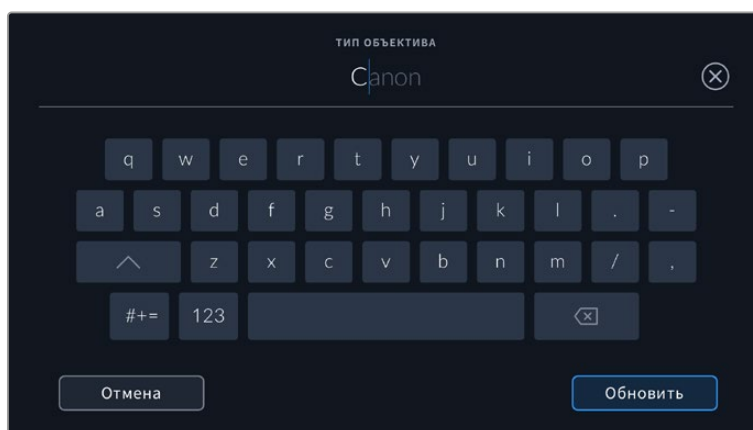 ТИП ОБЪЕКТИВА
Canon
q w e r t y u i o p
a s d f g h j k l . -
z x c v b n m / ,
#+= 123
Отмена Обновить